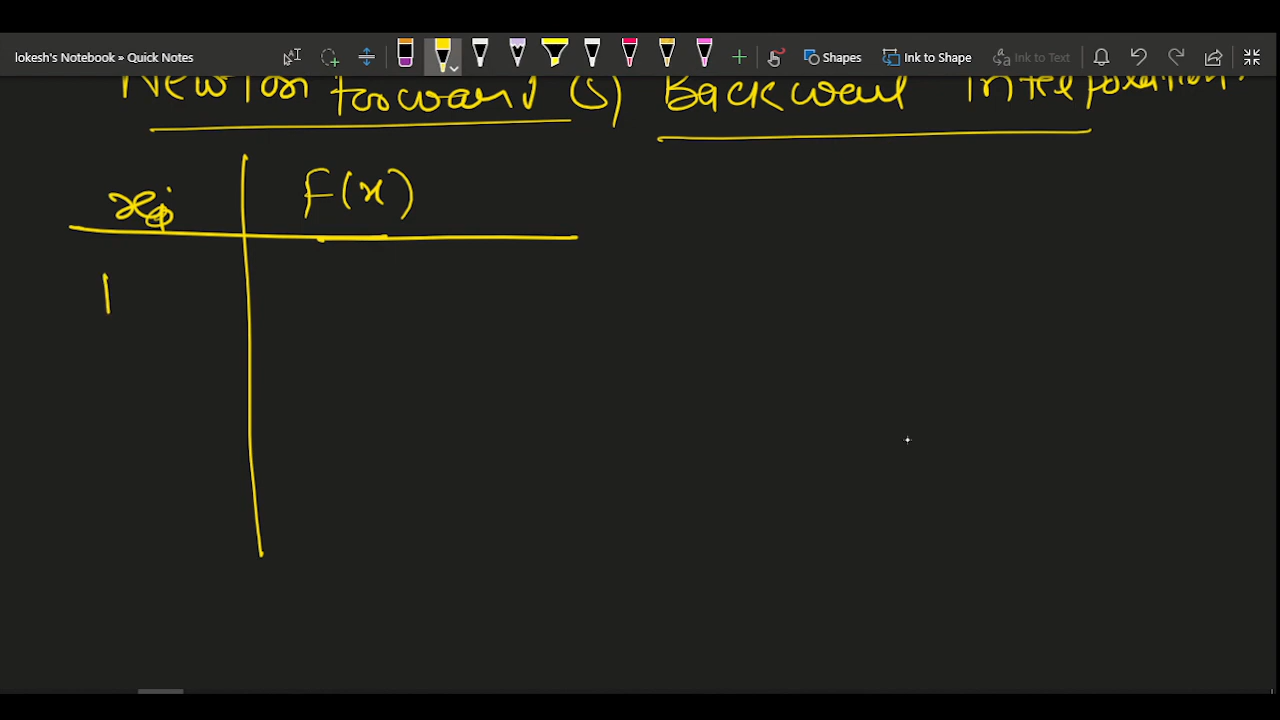 lokesh's Notebook » Quick Notes Shapes Ink to Shape Ink to Text
Newton forward (s) Backward Interpolation.
xi F(x)
1